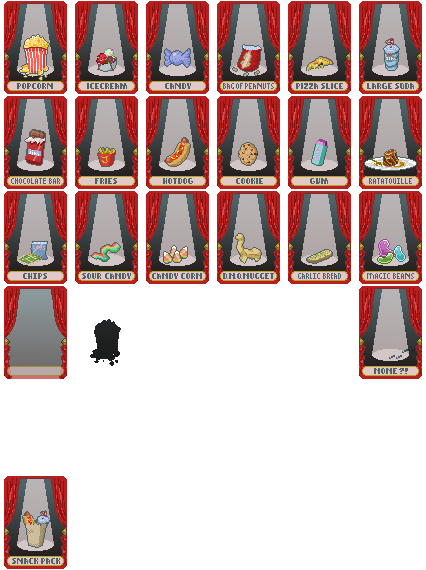 POPCORN
ICECREAM
CANDY
BAG OF PEANUTS
PIZZA SLICE
LARGE SODA
CHOCOLATE BAR
FRIES
HOTDOG
COOKIE
GUM
RATATOUILLE
CHIPS
SOUR CANDY
CANDY CORN
D.I.N.O.NUGGET
GARLIC BREAD
MAGIC BEANS
NONE ?!
SNACK PACK